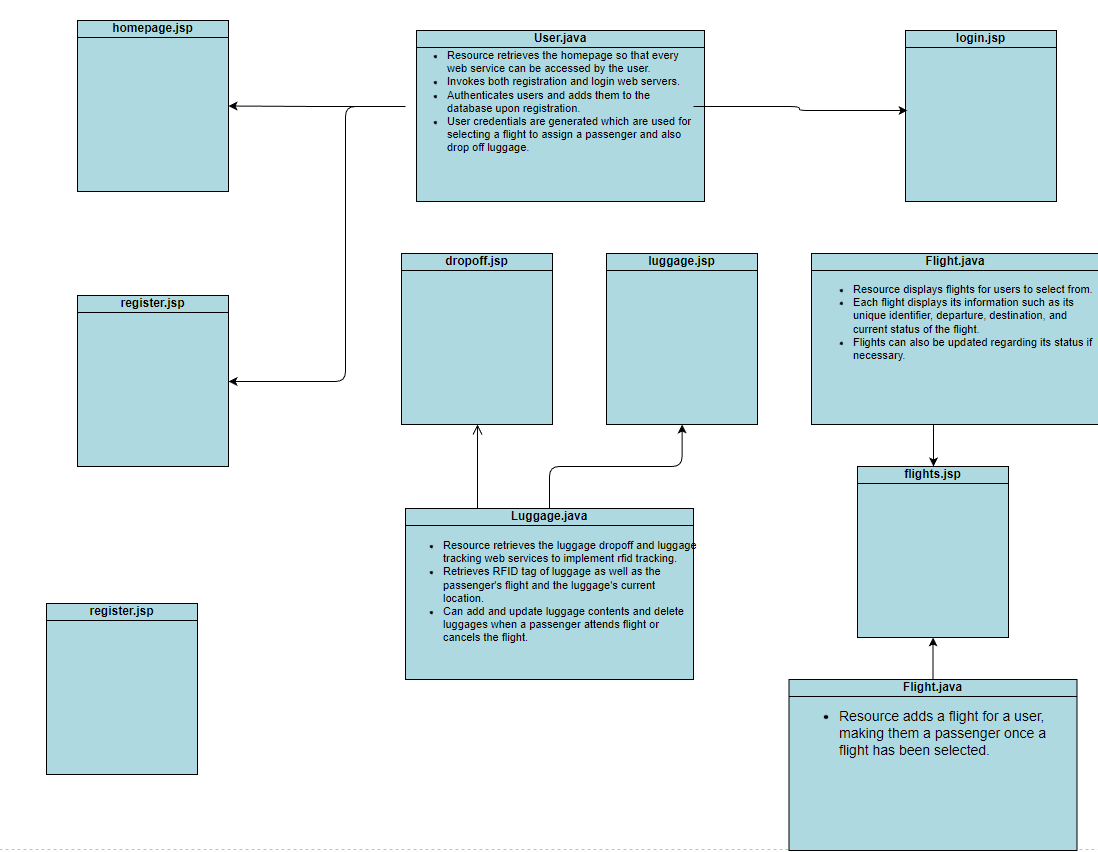 homepage.jsp
User.java
• Resource retrieves the homepage so that every
web service can be accessed by the user.
• Invokes both registration and login web servers.
• Authenticates users and adds them to the
database upon registration.
• User credentials are generated which are used for
selecting a flight to assign a passenger and also
drop off luggage.
login.jsp
register.jsp
dropoff.jsp
luggage.jsp
Flight.java
• Resource displays flights for users to select from.
• Each flight displays its information such as its
unique identifier, departure, destination, and
current status of the flight.
• Flights can also be updated regarding its status if
necessary.
flights.jsp
Luggage.java
• Resource retrieves the luggage dropoff and luggage
tracking web services to implement rfid tracking.
• Retrieves RFID tag of luggage as well as the
passenger's flight and the luggage's current
location.
• Can add and update luggage contents and delete
luggages when a passenger attends flight or
cancels the flight.
register.jsp
Flight.java
• Resource adds a flight for a user,
making them a passenger once a
flight has been selected.